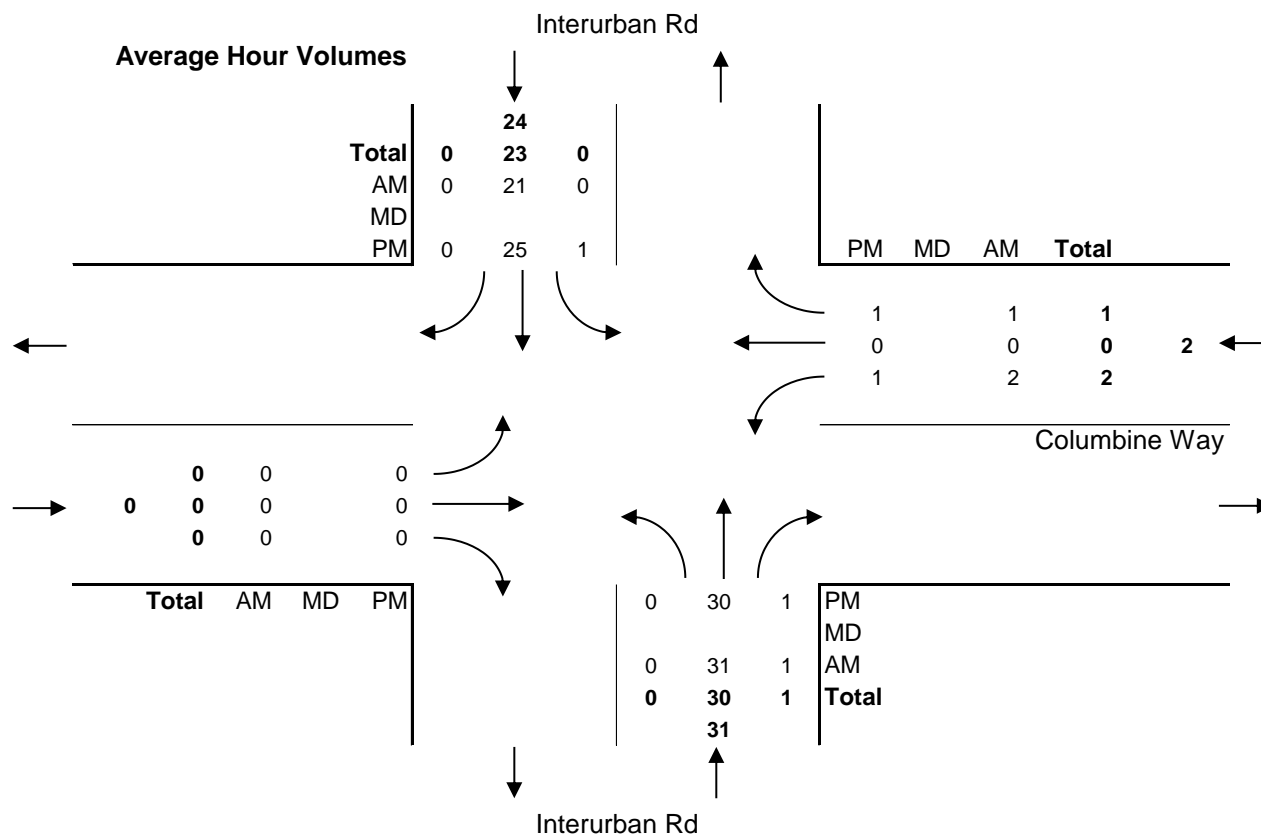 Interurban Rd
Average Hour Volumes
24
Total 0 23 0
AM 0 21 0
MD
PM 0 25 1
PM MD AM Total
1 1 1
0 0 0 2
1 2 2
Columbine Way
0 0 0
0 0 0 0
0 0 0
Total AM MD PM
0 30 1 PM
MD
0 31 1 AM
0 30 1 Total
31
Interurban Rd